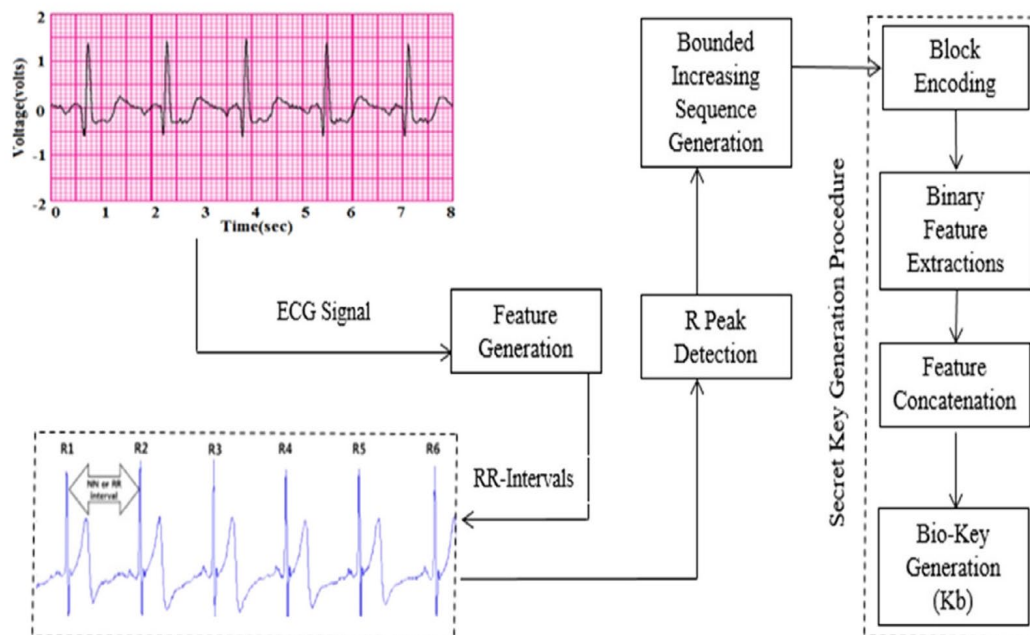 2
1
0
-1
-2
Voltage(volts)
0 1 2 3 4 5 6 7 8
Time(sec)
ECG Signal
Feature
Generation
R1 R2 R3 R4 R5 R6
NN or RR
Interval
RR-Intervals
R Peak
Detection
Bounded
Increasing
Sequence
Generation
Secret Key Generation Procedure
Block
Encoding
Binary
Feature
Extractions
Feature
Concatenation
Bio-Key
Generation
(Kb)